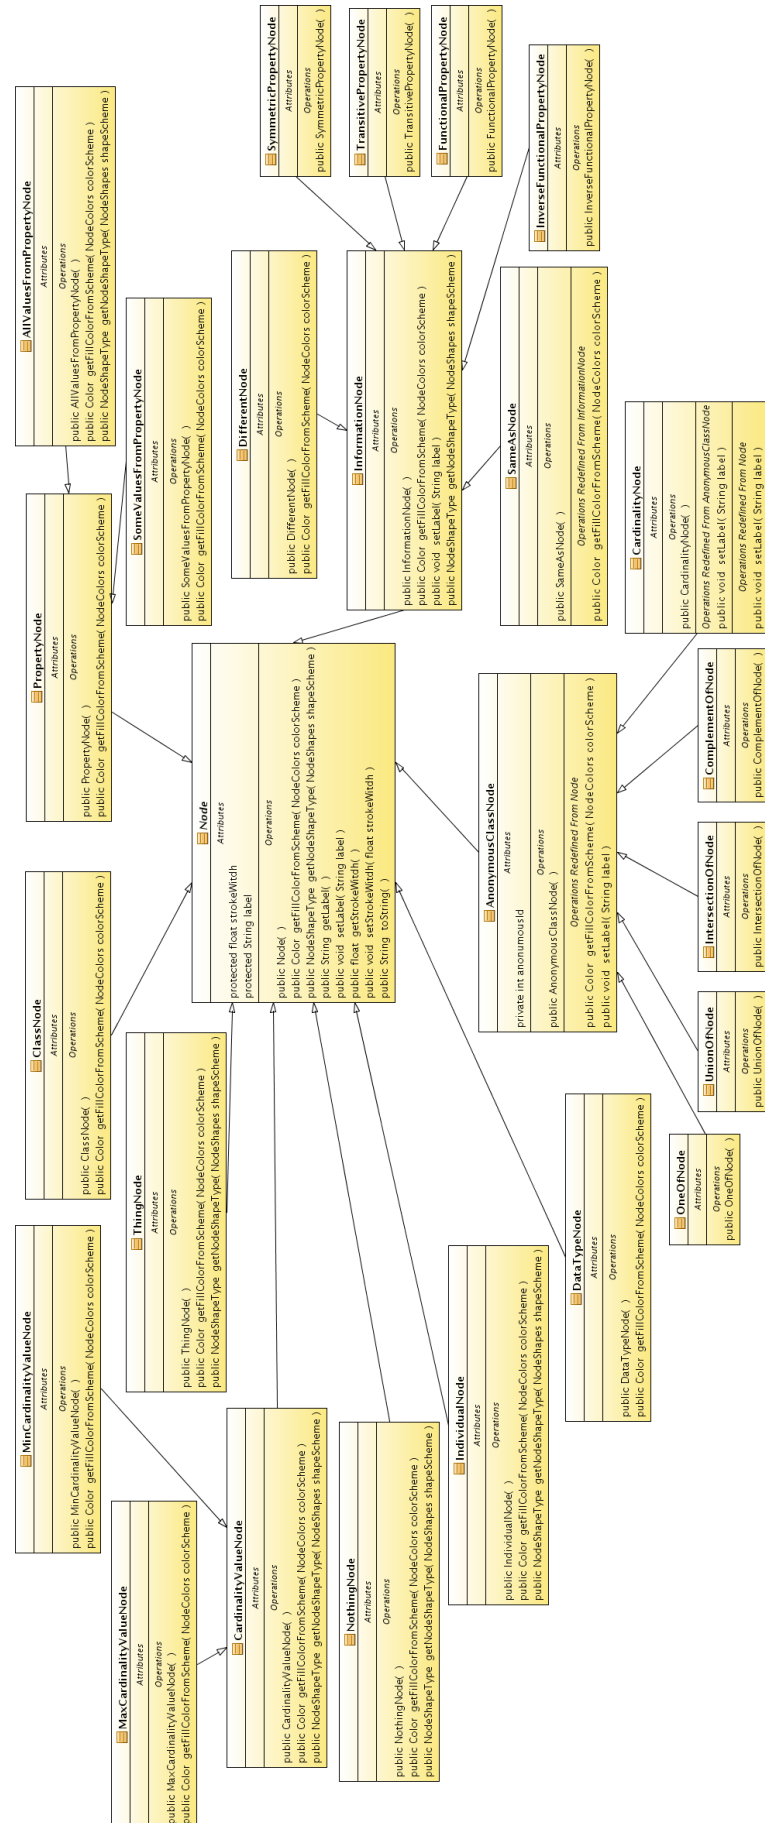 SymmetricPropertyNode
Attributes
Operations
public SymmetricPropertyNode( )
TransitivePropertyNode
Attributes
Operations
public TransitivePropertyNode( )
FunctionalPropertyNode
Attributes
Operations
public FunctionalPropertyNode( )
InverseFunctionalPropertyNode
Attributes
Operations
public InverseFunctionalPropertyNode( )
AllValuesFromPropertyNode
Attributes
Operations
public AllValuesFromPropertyNode( )
public Color getFillColorFromScheme( NodeColors colorScheme )
public NodeShapeType getNodeShapeType( NodeShapes shapeScheme )
SomeValuesFromPropertyNode
Attributes
Operations
public SomeValuesFromPropertyNode( )
public Color getFillColorFromScheme( NodeColors colorScheme )
DifferentNode
Attributes
Operations
public DifferentNode( )
public Color getFillColorFromScheme( NodeColors colorScheme )
InformationNode
Attributes
Operations
public InformationNode( )
public Color getFillColorFromScheme( NodeColors colorScheme )
public void setLabel( String label )
public NodeShapeType getNodeShapeType( NodeShapes shapeScheme )
SameAsNode
Attributes
Operations
public SameAsNode( )
Operations Redefined From InformationNode
public Color getFillColorFromScheme( NodeColors colorScheme )
CardinalityNode
Attributes
Operations
public CardinalityNode( )
Operations Redefined From AnonymousClassNode
public void setLabel( String label )
Operations Redefined From Node
public void setLabel( String label )
PropertyNode
Attributes
Operations
public PropertyNode( )
public Color getFillColorFromScheme( NodeColors colorScheme )
Node
Attributes
protected float strokeWitdh
protected String label
Operations
public Node( )
public Color getFillColorFromScheme( NodeColors colorScheme )
public NodeShapeType getNodeShapeType( NodeShapes shapeScheme )
public String getLabel( )
public void setLabel( String label )
public float getStrokeWitdh( )
public void setStrokeWitdh( float strokeWitdh )
public String toString( )
AnonymousClassNode
Attributes
private int anonumousId
Operations
public AnonymousClassNode( )
Operations Redefined From Node
public Color getFillColorFromScheme( NodeColors colorScheme )
public void setLabel( String label )
ComplementOfNode
Attributes
Operations
public ComplementOfNode( )
IntersectionOfNode
Attributes
Operations
public IntersectionOfNode( )
UnionOfNode
Attributes
Operations
public UnionOfNode( )
OneOfNode
Attributes
Operations
public OneOfNode( )
ClassNode
Attributes
Operations
public ClassNode( )
public Color getFillColorFromScheme( NodeColors colorScheme )
ThingNode
Attributes
Operations
public ThingNode( )
public Color getFillColorFromScheme( NodeColors colorScheme )
public NodeShapeType getNodeShapeType( NodeShapes shapeScheme )
DataTypeNode
Attributes
Operations
public DataTypeNode( )
public Color getFillColorFromScheme( NodeColors colorScheme )
MinCardinalityValueNode
Attributes
Operations
public MinCardinalityValueNode( )
public Color getFillColorFromScheme( NodeColors colorScheme )
MaxCardinalityValueNode
Attributes
Operations
public MaxCardinalityValueNode( )
public Color getFillColorFromScheme( NodeColors colorScheme )
CardinalityValueNode
Attributes
Operations
public CardinalityValueNode( )
public Color getFillColorFromScheme( NodeColors colorScheme )
public NodeShapeType getNodeShapeType( NodeShapes shapeScheme )
NothingNode
Attributes
Operations
public NothingNode( )
public Color getFillColorFromScheme( NodeColors colorScheme )
public NodeShapeType getNodeShapeType( NodeShapes shapeScheme )
IndividualNode
Attributes
Operations
public IndividualNode( )
public Color getFillColorFromScheme( NodeColors colorScheme )
public NodeShapeType getNodeShapeType( NodeShapes shapeScheme )